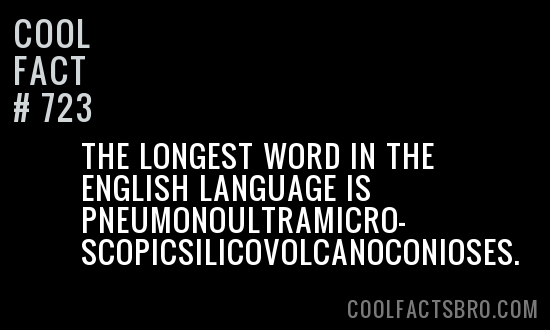 COOL
FACT
# 723
THE LONGEST WORD IN THE
ENGLISH LANGUAGE IS
PNEUMONOULTRAMICRO-
SCOPICSILICOVOLCANOCONIOSES.
COOLFACTSBRO.COM